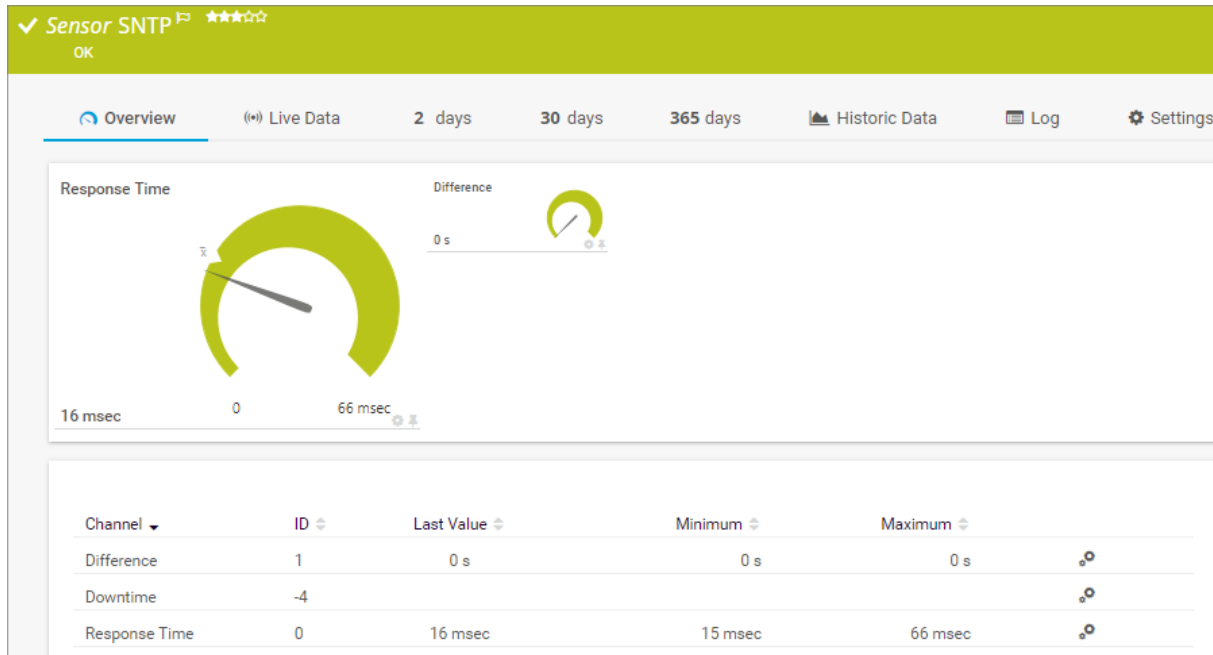 Sensor SNTP
OK
Overview Live Data 2 days 30 days 365 days Historic Data Log Settings
Response Time
x̅
16 msec
0 66 msec
Difference
0 s
Channel ID Last Value Minimum Maximum
Difference 1 0 s 0 s 0 s
Downtime -4
Response Time 0 16 msec 15 msec 66 msec